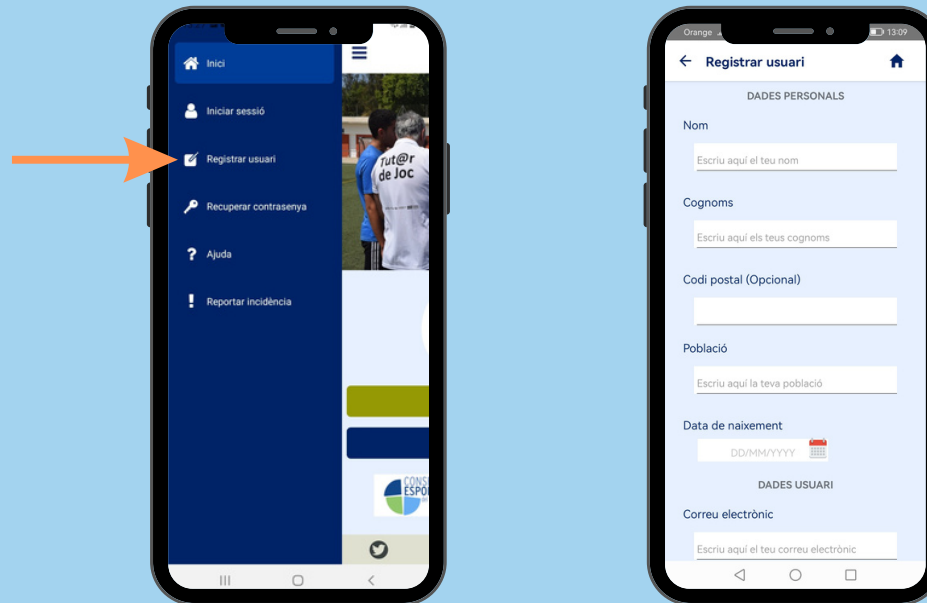 Inici
Iniciar sessió
Registrar usuari
Recuperar contrasenya
Ajuda
Reportar incidència
Tut@r
de Joc
Orange
13:09
Registrar usuari
DADES PERSONALS
Nom
Escriu aquí el teu nom
Cognoms
Escriu aquí els teus cognoms
Codi postal (Opcional)
Població
Escriu aquí la teva població
Data de naixement
DD/MM/YYYY
DADES USUARI
Correu electrònic
Escriu aquí el teu correu electrònic